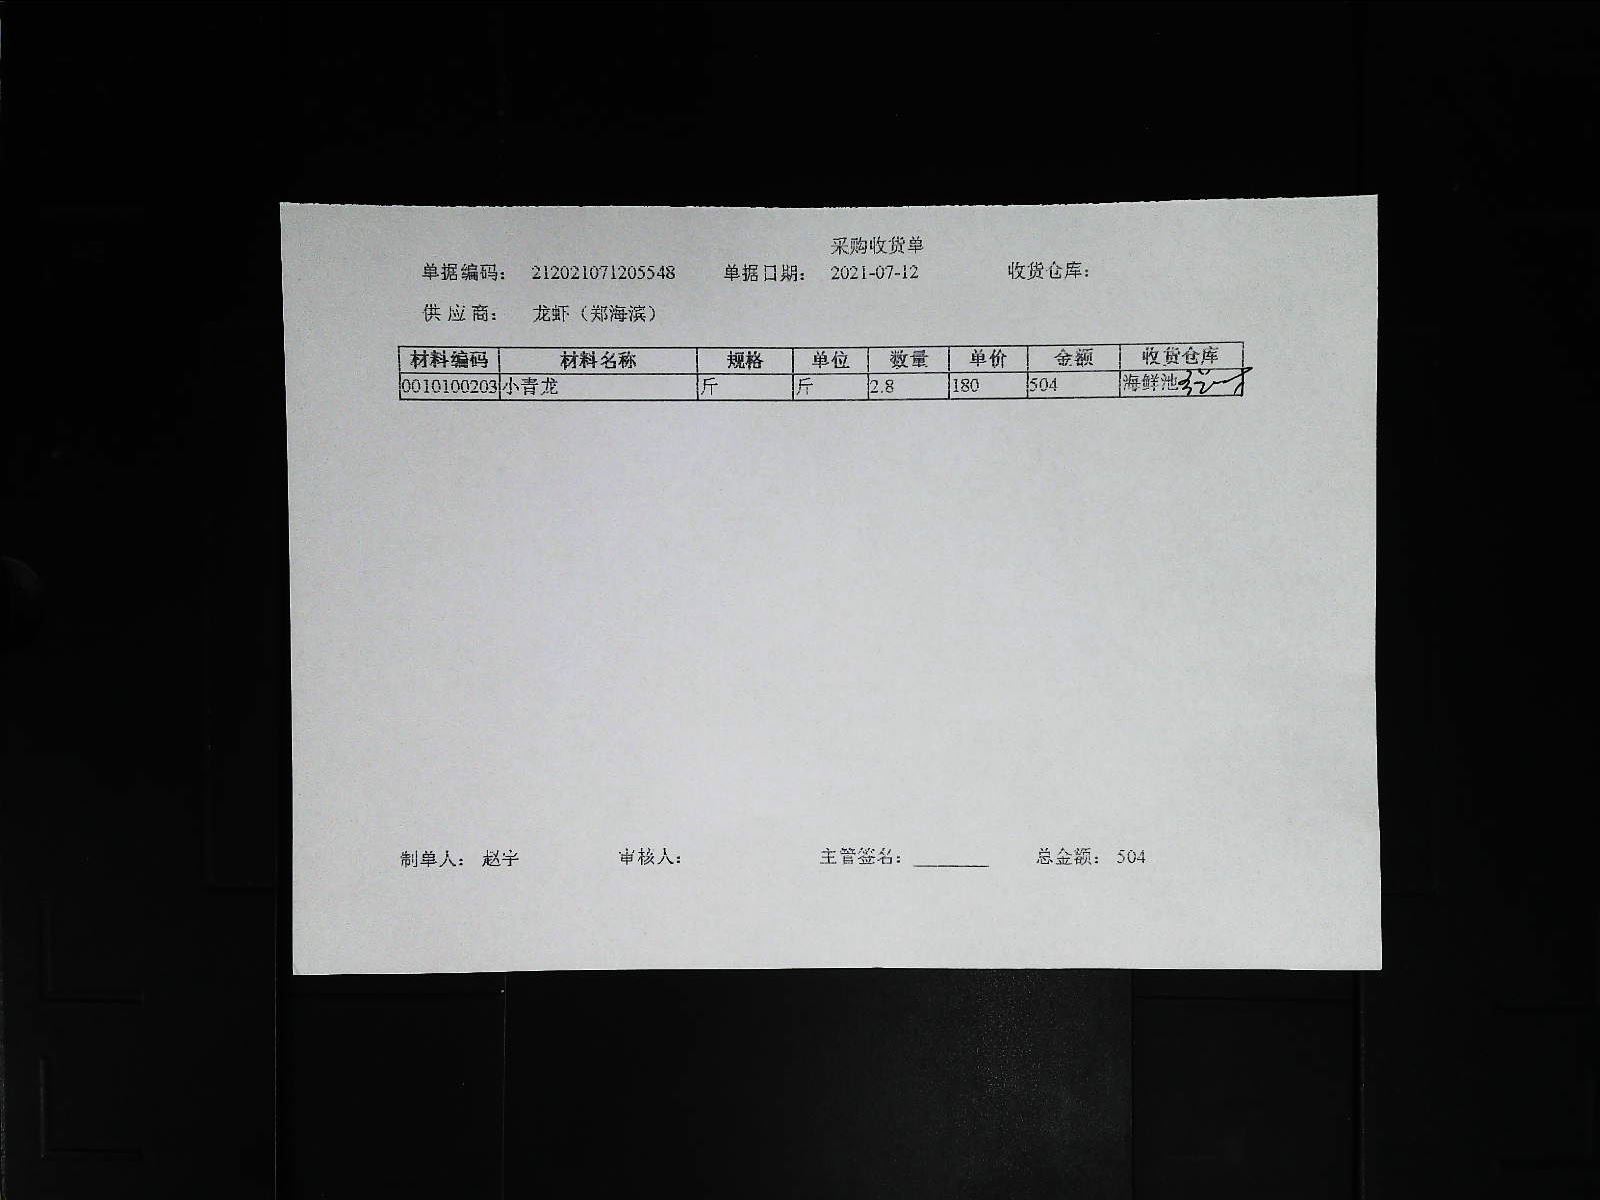 采购收货单
单据编码： 212021071205548 单据日期： 2021-07-12 收货仓库：
供应商： 龙虾（郑海滨）
材料编码 材料名称 规格 单位 数量 单价 金额 收货仓库
0010100203 小青龙 斤 斤 2.8 180 504 海鲜池
制单人： 赵宇 审核人： 主管签名： ________ 总金额： 504